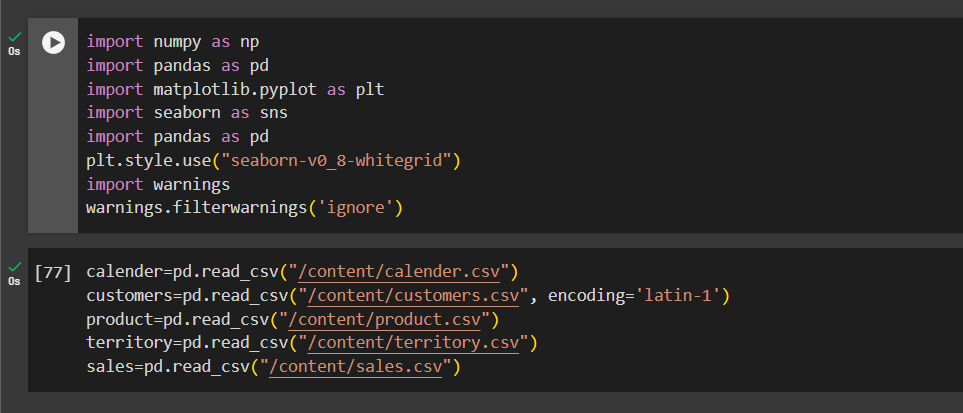 import numpy as np
0s
import pandas as pd
import matplotlib.pyplot as plt
import seaborn as sns
import pandas as pd
plt.style.use("seaborn-v0_8-whitegrid")
import warnings
warnings.filterwarnings('ignore')
[77] calender=pd.read_csv("/content/calender.csv")
0s
customers=pd.read_csv("/content/customers.csv", encoding='latin-1')
product=pd.read_csv("/content/product.csv")
territory=pd.read_csv("/content/territory.csv")
sales=pd.read_csv("/content/sales.csv")